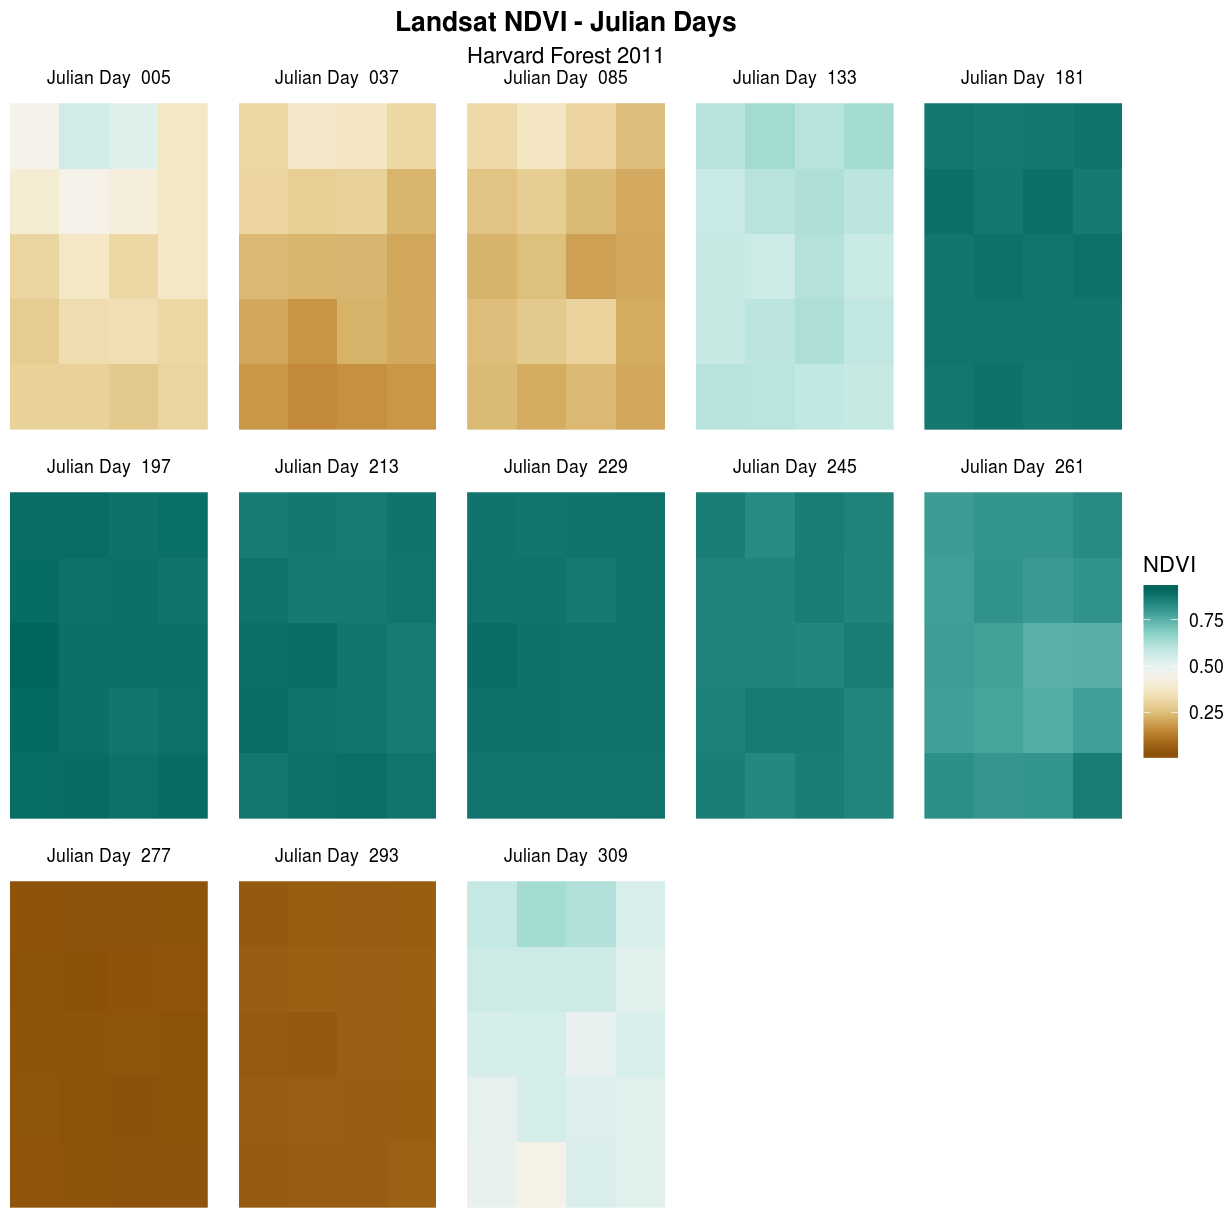 Landsat NDVI - Julian Days
Harvard Forest 2011
Julian Day 005
Julian Day 037
Julian Day 085
Julian Day 133
Julian Day 181
Julian Day 197
Julian Day 213
Julian Day 229
Julian Day 245
Julian Day 261
NDVI
0.75
0.50
0.25
Julian Day 277
Julian Day 293
Julian Day 309